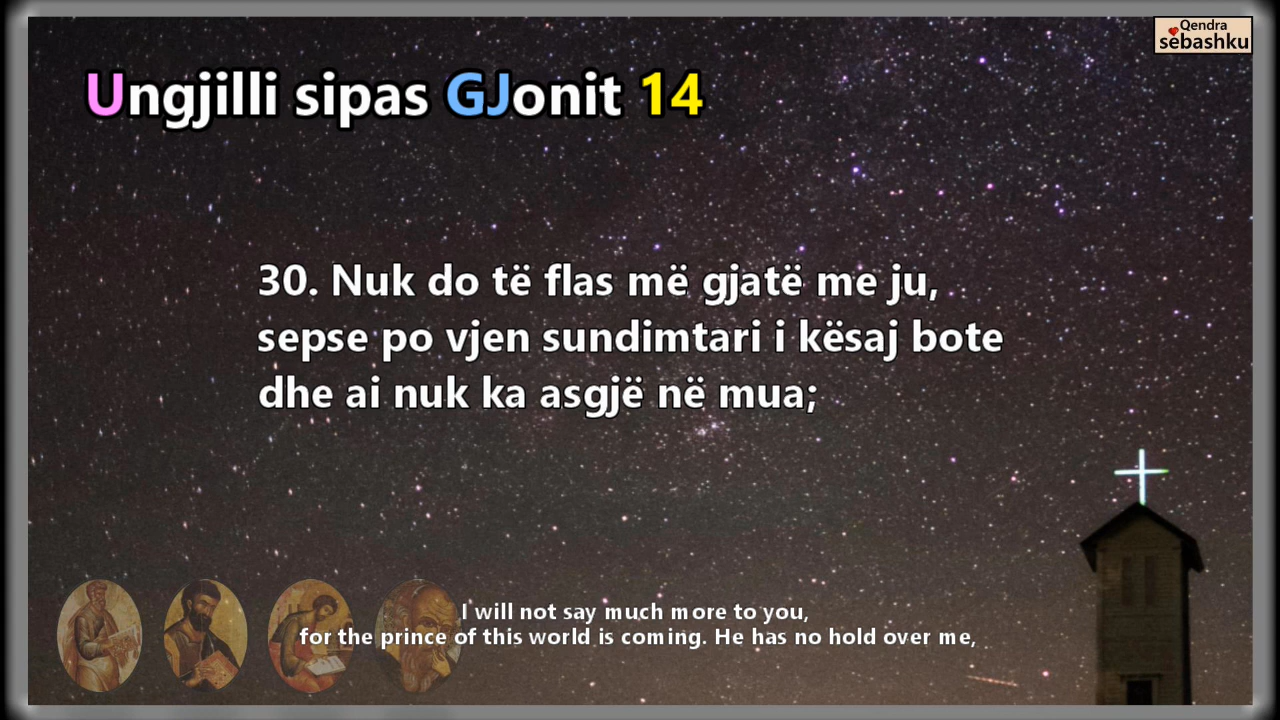 Qendra
sëbashku
Ungjilli sipas GJonit 14
30. Nuk do të flas më gjatë me ju,
sepse po vjen sundimtari i kësaj bote
dhe ai nuk ka asgjë në mua;
I will not say much more to you,
for the prince of this world is coming. He has no hold over me,